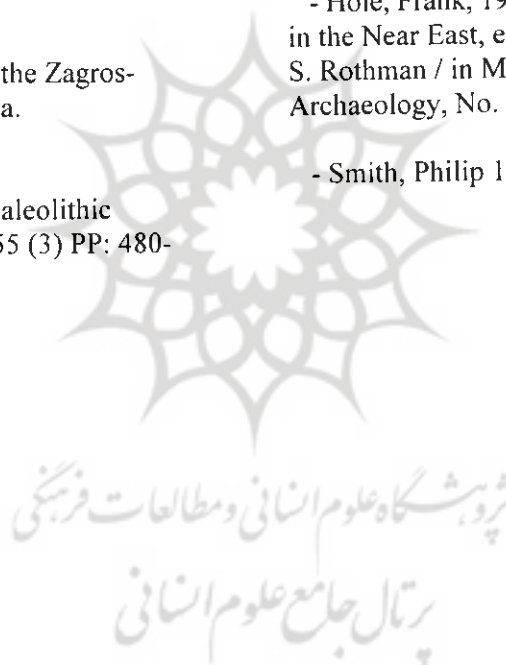 the Zagros-
a.
aleolithic
55 (3) PP: 480-
- Hole, Frank, 19
in the Near East, e
S. Rothman / in M
Archaeology, No.
- Smith, Philip 1
پژوهشگاه علوم انسانی و مطالعات فرہنگی
پرتال جامع علوم انسانی